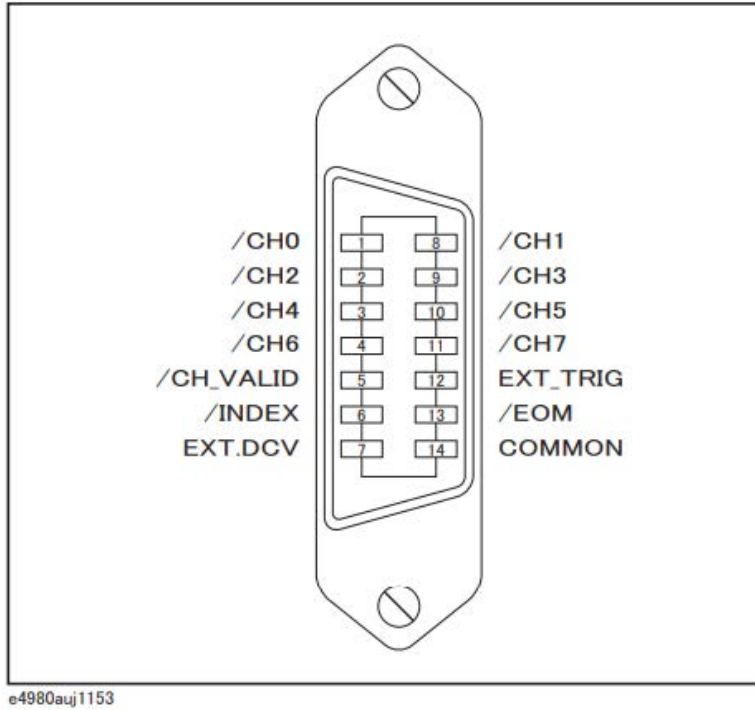 /CH0 1 8 /CH1
/CH2 2 9 /CH3
/CH4 3 10 /CH5
/CH6 4 11 /CH7
/CH_VALID 5 12 EXT_TRIG
/INDEX 6 13 /EOM
EXT.DCV 7 14 COMMON
e4980auj1153